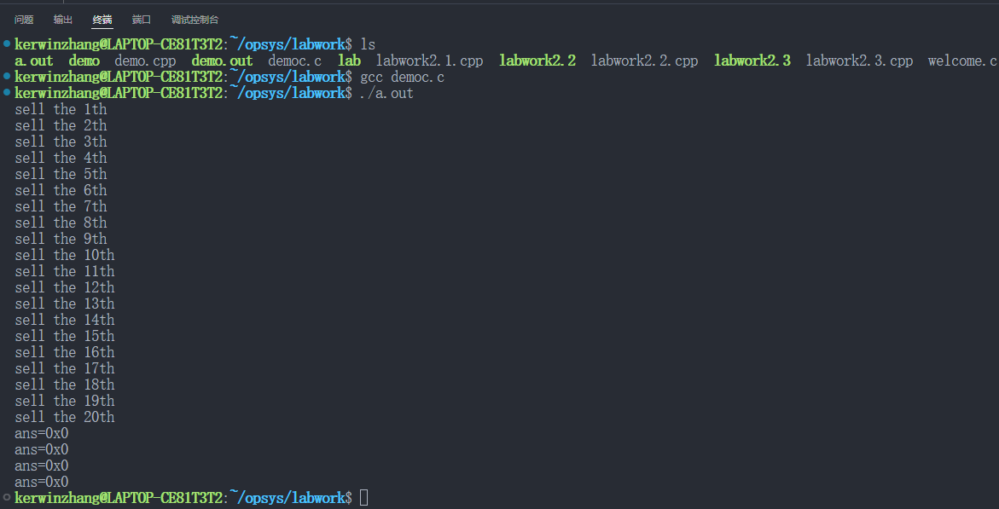 问题 输出 终端 端口 调试控制台
kerwinzhang@LAPTOP-CE81T3T2:~/opsys/labwork$ ls
a.out demo demo.cpp demo.out democ.c lab labwork2.1.cpp labwork2.2 labwork2.2.cpp labwork2.3 labwork2.3.cpp welcome.c
kerwinzhang@LAPTOP-CE81T3T2:~/opsys/labwork$ gcc democ.c
kerwinzhang@LAPTOP-CE81T3T2:~/opsys/labwork$ ./a.out
sell the 1th
sell the 2th
sell the 3th
sell the 4th
sell the 5th
sell the 6th
sell the 7th
sell the 8th
sell the 9th
sell the 10th
sell the 11th
sell the 12th
sell the 13th
sell the 14th
sell the 15th
sell the 16th
sell the 17th
sell the 18th
sell the 19th
sell the 20th
ans=0x0
ans=0x0
ans=0x0
ans=0x0
kerwinzhang@LAPTOP-CE81T3T2:~/opsys/labwork$